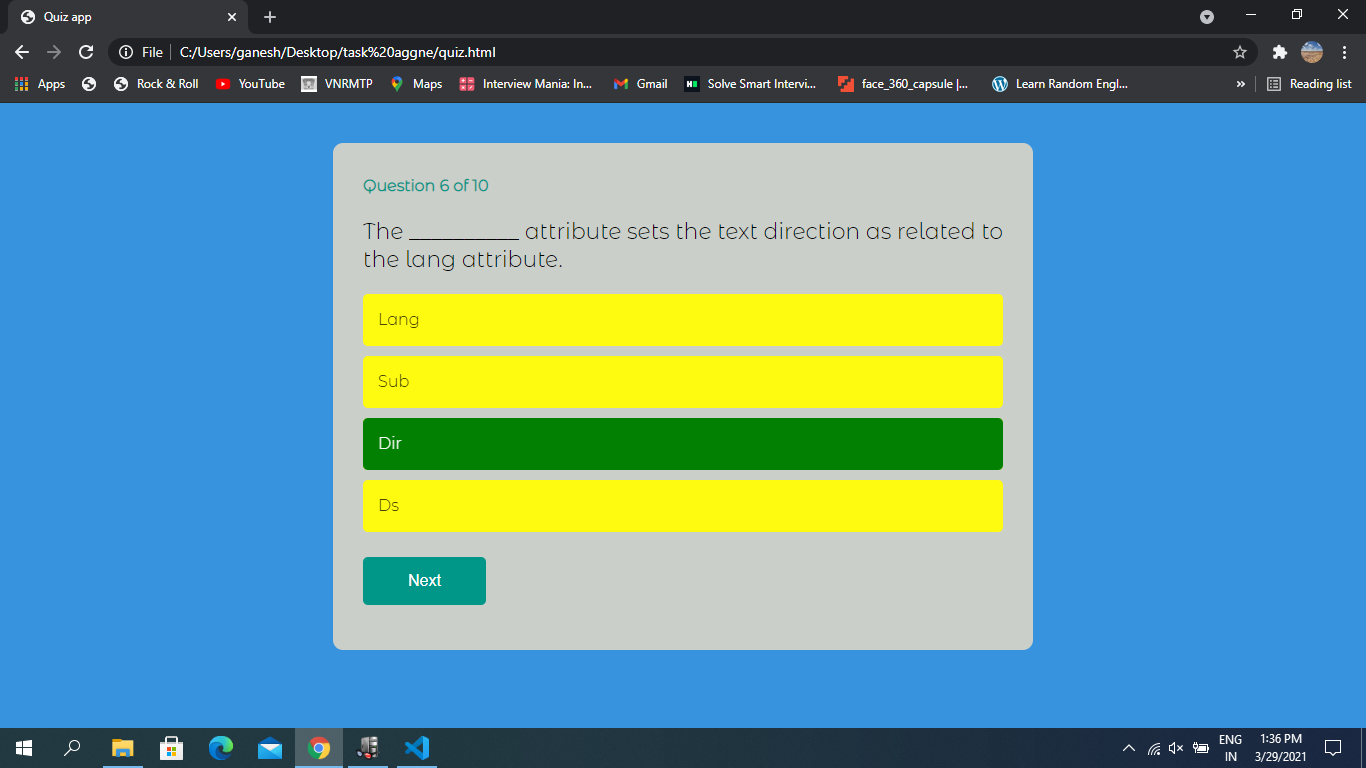 Quiz app
File C:/Users/ganesh/Desktop/task%20aggne/quiz.html
Apps Rock & Roll YouTube VNRMTP Maps Interview Mania: In... Gmail Solve Smart Intervi... face_360_capsule |... Learn Random Engl... » Reading list
Question 6 of 10
The __________ attribute sets the text direction as related to
the lang attribute.
Lang
Sub
Dir
Ds
Next
ENG 1:36 PM
IN 3/29/2021